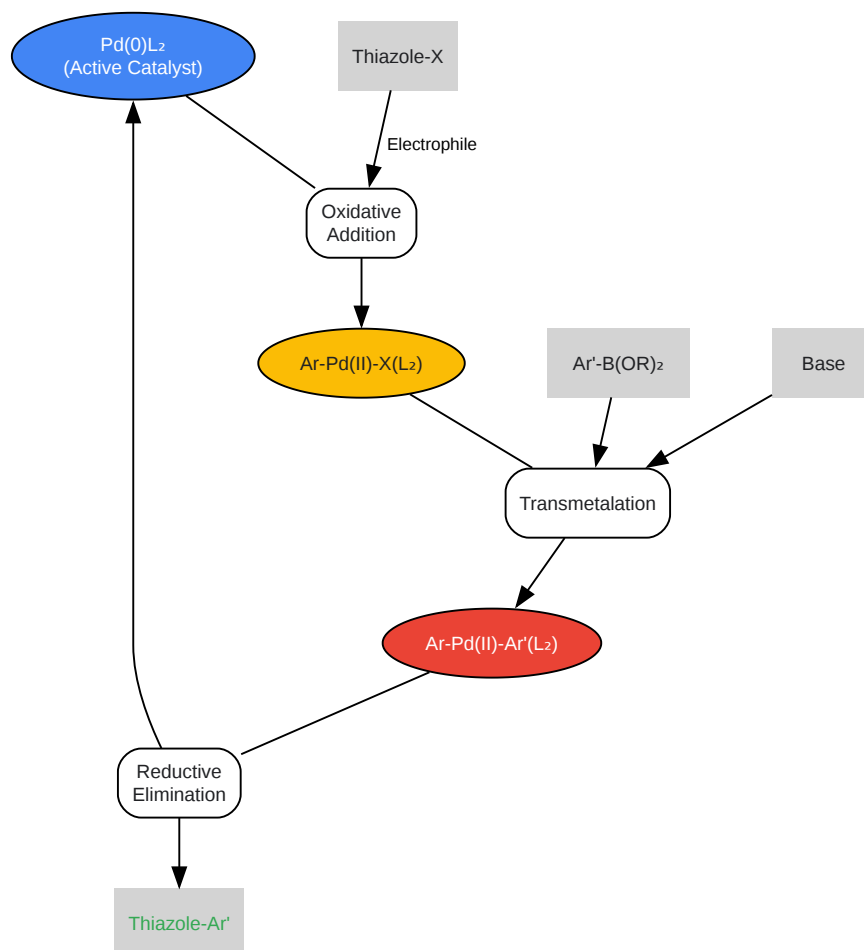 Pd(0)L₂
(Active Catalyst)
Thiazole-X
Electrophile
Oxidative
Addition
Ar-Pd(II)-X(L₂)
Ar'-B(OR)₂
Base
Transmetalation
Ar-Pd(II)-Ar'(L₂)
Reductive
Elimination
Thiazole-Ar'